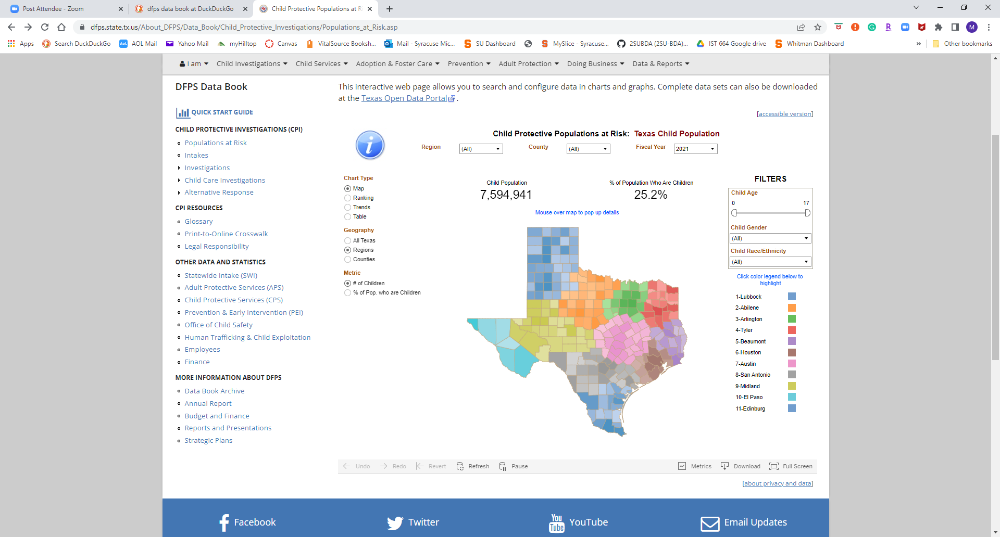 Post Attendee - Zoom
dfps data book at DuckDuckGo
Child Protective Populations at R
dfps.state.tx.us/About_DFPS/Data_Book/Child_Protective_Investigations/Populations_at_Risk.asp
M
Apps
Search DuckDuckGo
Aol.
AOL Mail
Yahoo Mail
myHilltop
Canvas
VitalSource Booksh...
Mail - Syracuse Mic...
SU Dashboard
MySlice - Syracuse...
2SUBDA (2SU-BDA)...
IST 664 Google drive
Whitman Dashboard
»
Other bookmarks
I am
Child Investigations
Child Services
Adoption & Foster Care
Prevention
Adult Protection
Doing Business
Data & Reports
DFPS Data Book
QUICK START GUIDE
CHILD PROTECTIVE INVESTIGATIONS (CPI)
Populations at Risk
Intakes
Investigations
Child Care Investigations
Alternative Response
CPI RESOURCES
Glossary
Print-to-Online Crosswalk
Legal Responsibility
OTHER DATA AND STATISTICS
Statewide Intake (SWI)
Adult Protective Services (APS)
Child Protective Services (CPS)
Prevention & Early Intervention (PEI)
Office of Child Safety
Human Trafficking & Child Exploitation
Employees
Finance
MORE INFORMATION ABOUT DFPS
Data Book Archive
Annual Report
Budget and Finance
Reports and Presentations
Strategic Plans
This interactive web page allows you to search and configure data in charts and graphs. Complete data sets can also be downloaded
at the Texas Open Data Portal .
[accessible version]
i
Child Protective Populations at Risk: Texas Child Population
Region
(All)
County
(All)
Fiscal Year
2021
Chart Type
Map
Ranking
Trends
Table
Geography
All Texas
Regions
Counties
Metric
# of Children
% of Pop. who are Children
Child Population
7,594,941
% of Population Who Are Children
25.2%
Mouse over map to pop up details
FILTERS
Child Age
0
17
Child Gender
(All)
Child Race/Ethnicity
(All)
Click color legend below to
highlight
1-Lubbock
2-Abilene
3-Arlington
4-Tyler
5-Beaumont
6-Houston
7-Austin
8-San Antonio
9-Midland
10-El Paso
11-Edinburg
Undo
Redo
Revert
Refresh
Pause
Metrics
Download
Full Screen
[about privacy and data]
Facebook
Twitter
You
Tube
YouTube
Email Updates